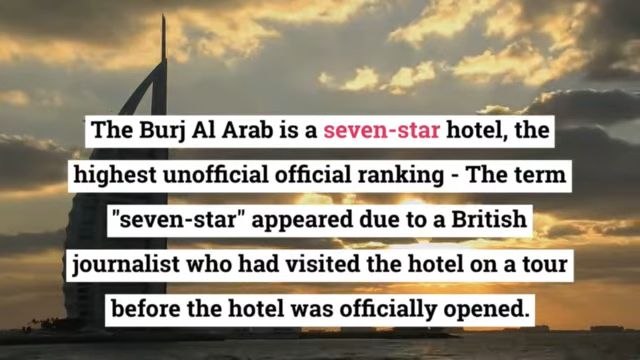 The Burj Al Arab is a seven-star hotel, the
highest unofficial official ranking - The term
"seven-star" appeared due to a British
journalist who had visited the hotel on a tour
before the hotel was officially opened.